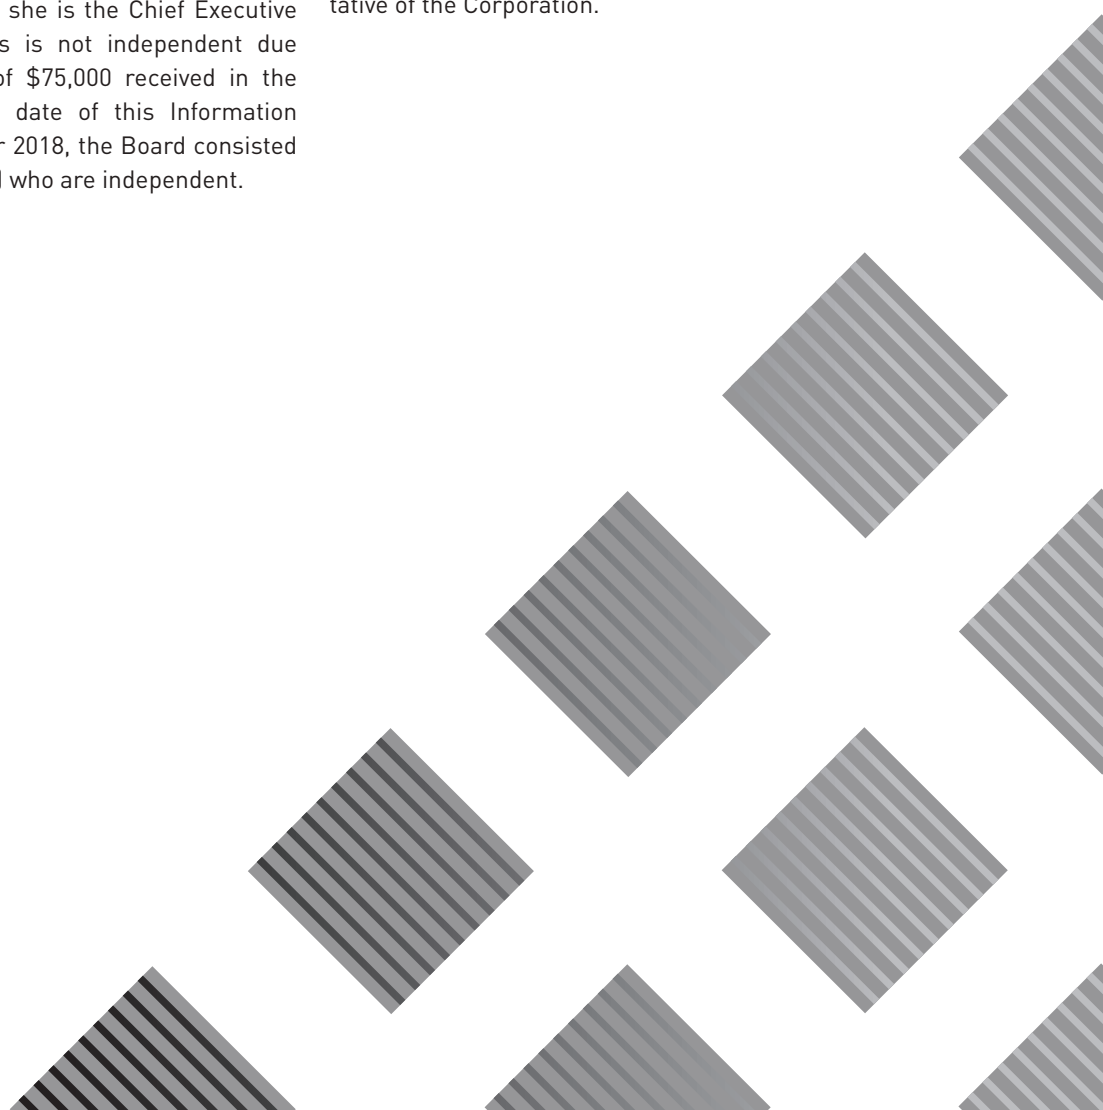 she is the Chief Executive
is not independent due
of $75,000 received in the
date of this Information
2018, the Board consisted
who are independent.
tative of the Corporation.